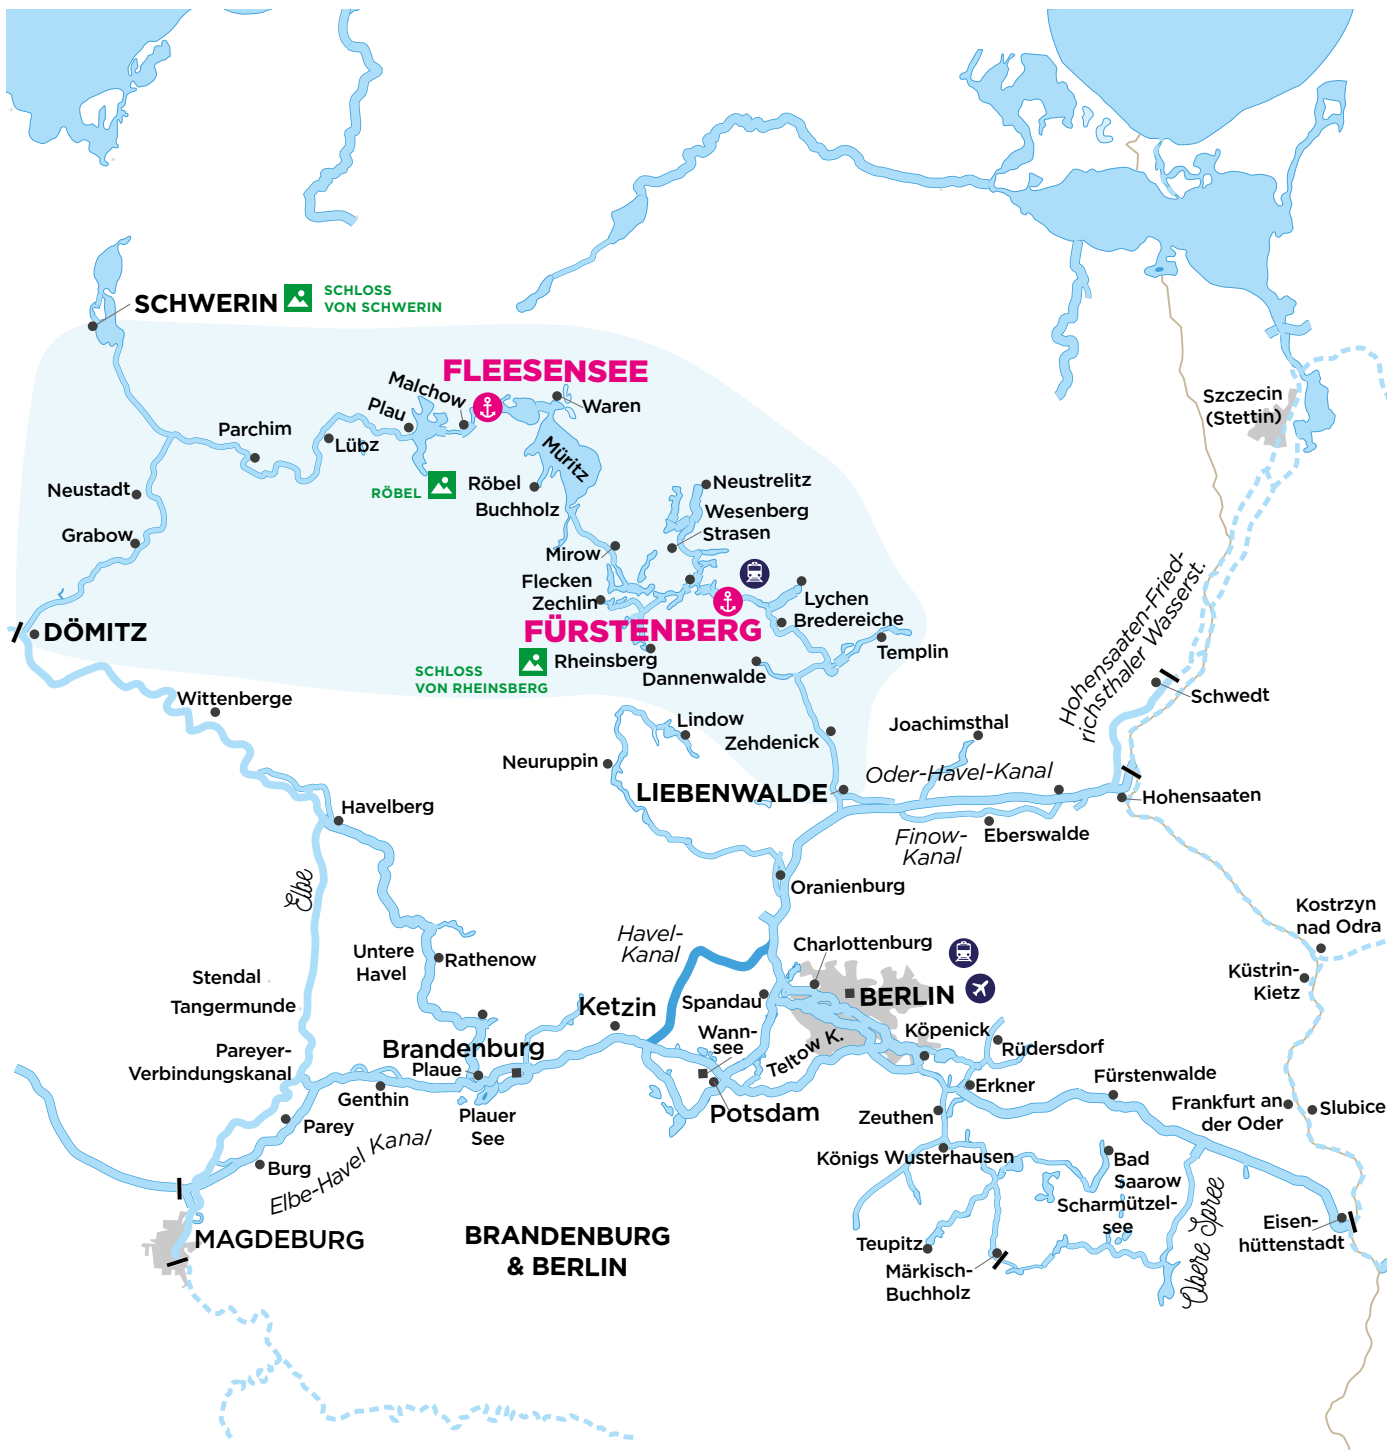 SCHWERIN
SCHLOSS
VON SCHWERIN
FLEESENSEE
Malchow
Plau
Waren
Szczecin
(Stettin)
Parchim
Lübz
Müritz
Neustadt
RÖBEL
Röbel
Buchholz
Neustrelitz
Wesenberg
Strasen
Grabow
Mirow
Flecken
Zechlin
Lychen
Bredereiche
FÜRSTENBERG
DÖMITZ
SCHLOSS
VON RHEINSBERG
Rheinsberg
Dannenwalde
Templin
Hohensaaten-Fried-
richsthaler Wasserst.
Schwedt
Wittenberge
Lindow
Zehdenick
Joachimsthal
Neuruppin
Oder-Havel-Kanal
LIEBENWALDE
Hohensaaten
Havelberg
Finow-
Kanal
Eberswalde
Elbe
Oranienburg
Kostrzyn
nad Odra
Havel-
Kanal
Charlottenburg
Untere
Havel
Rathenow
Stendal
Tangermunde
Küstrin-
Kietz
Ketzin
Spandau
BERLIN
Wann-
see
Teltow K.
Köpenick
Rüdersdorf
Pareyer-
Verbindungskanal
Brandenburg
Plaue
Genthin
Erkner
Fürstenwalde
Potsdam
Plauer
See
Parey
Zeuthen
Frankfurt an
der Oder
Slubice
Burg
Elbe-Havel Kanal
Königs Wusterhausen
Bad
Saarow
Scharmützel-
see
Obere Spree
MAGDEBURG
BRANDENBURG
& BERLIN
Teupitz
Märkisch-
Buchholz
Eisen-
hüttenstadt